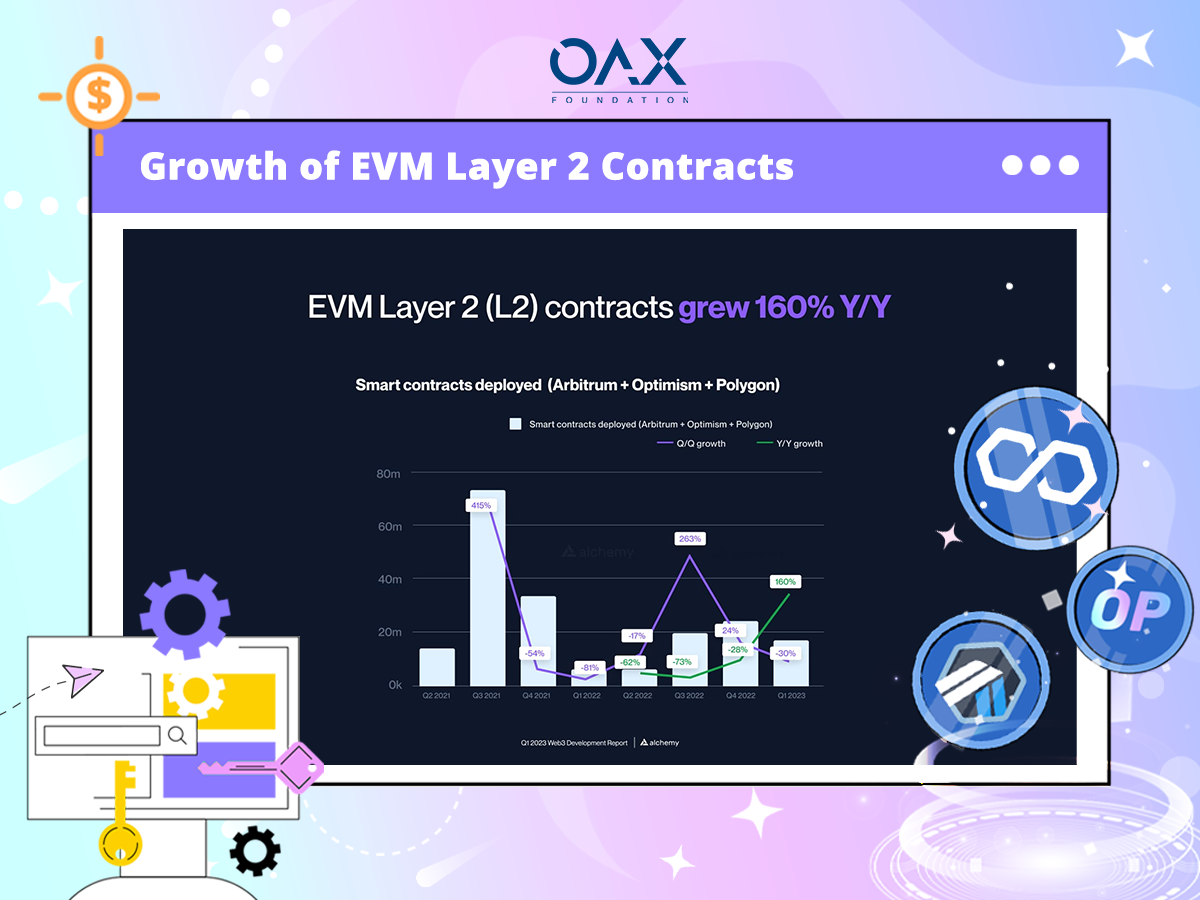 OAX
FOUNDATION
Growth of EVM Layer 2 Contracts
EVM Layer 2 (L2) contracts grew 160% Y/Y
Smart contracts deployed (Arbitrum + Optimism + Polygon)
Smart contracts deployed (Arbitrum + Optimism + Polygon)
Q/Q growth Y/Y growth
80m
60m
40m
20m
0k
alchemy
415%
-54%
-81%
-17%
263%
24%
-30%
-62%
-73%
-28%
160%
Q2 2021 Q3 2021 Q4 2021 Q1 2022 Q2 2022 Q3 2022 Q4 2022 Q1 2023
Q1 2023 Web3 Development Report | alchemy
$
OP